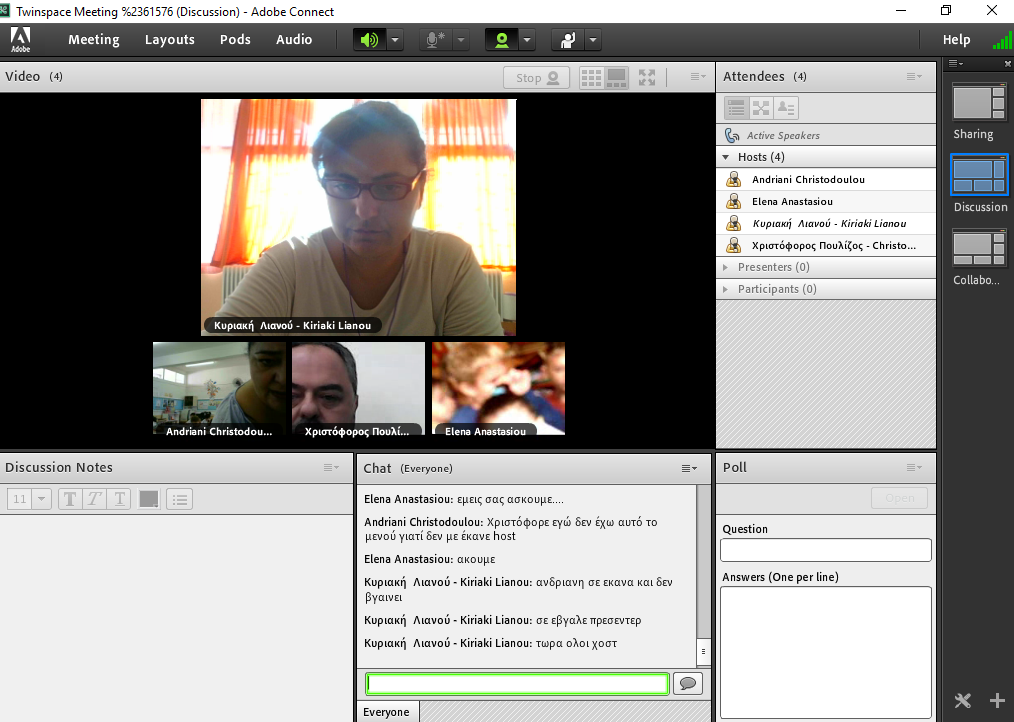 Twinspace Meeting %2361576 (Discussion) - Adobe Connect
Adobe
Meeting
Layouts
Pods
Audio
Help
Video (4)
Stop
Κυριακή Λιανού - Kiriaki Lianou
Andriani Christodou...
Χριστόφορος Πουλί...
Elena Anastasiou
Attendees (4)
Active Speakers
Hosts (4)
Andriani Christodoulou
Elena Anastasiou
Κυριακή Λιανού - Kiriaki Lianou
Χριστόφορος Πουλίζος - Christo...
Presenters (0)
Participants (0)
Sharing
Discussion
Collabo...
Discussion Notes
11
T T T
Chat (Everyone)
Elena Anastasiou: εμεις σας ασκουμε....
Andriani Christodoulou: Χριστόφορε εγώ δεν έχω αυτό το
μενού γιατί δεν με έκανε host
Elena Anastasiou: ακουμε
Κυριακή Λιανού - Kiriaki Lianou: ανδριανη σε εκανα και δεν
βγαινει
Κυριακή Λιανού - Kiriaki Lianou: σε εβγαλε πρεσεντερ
Κυριακή Λιανού - Kiriaki Lianou: τωρα ολοι χοστ
Everyone
Poll
Open
Question
Answers (One per line)